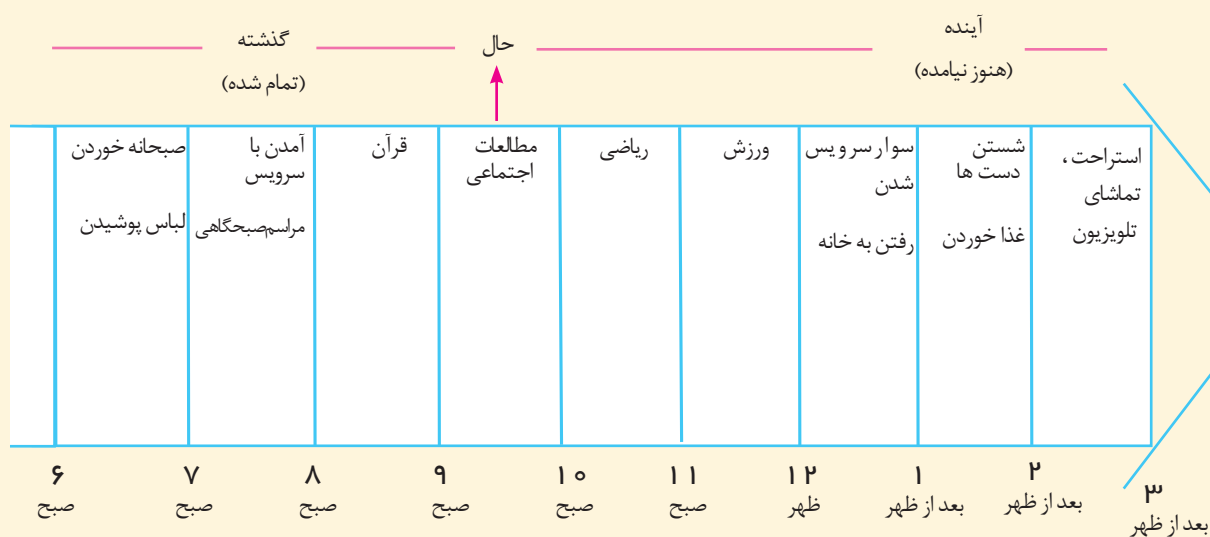 گذشته
(تمام شده)
حال
آینده
(هنوز نیامده)
صبحانه خوردن
لباس پوشیدن
آمدن با
سرویس
مراسم صبحگاهی
قرآن
مطالعات
اجتماعی
ریاضی
ورزش
سوار سرویس
شدن
رفتن به خانه
شستن
دست ها
غذا خوردن
استراحت،
تماشای
تلویزیون
۶
صبح
۷
صبح
۸
صبح
۹
صبح
۱۰
صبح
۱۱
صبح
۱۲
ظهر
۱
بعد از ظهر
۲
بعد از ظهر
۳
بعد از ظهر